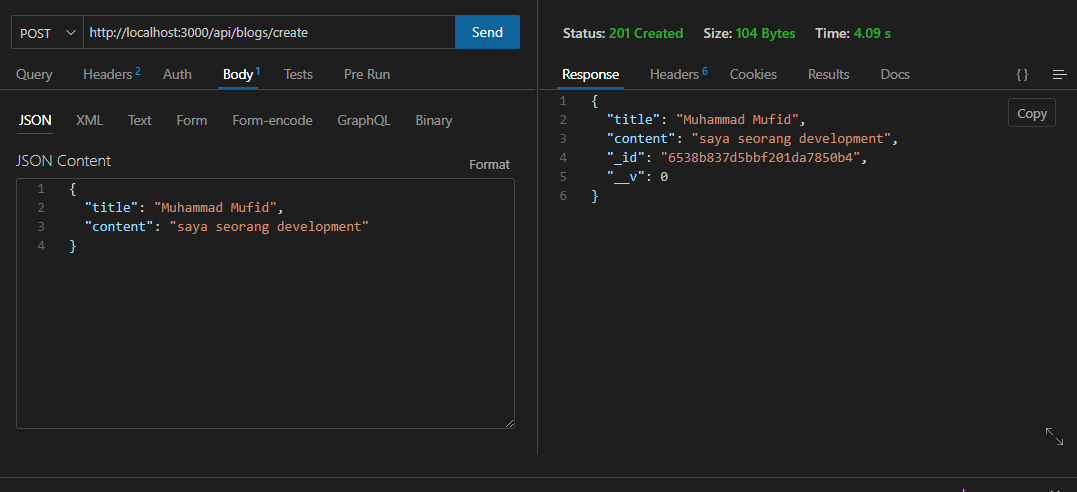 POST http://localhost:3000/api/blogs/create Send
Query Headers 2 Auth Body 1 Tests Pre Run
JSON XML Text Form Form-encode GraphQL Binary
JSON Content
Format
1 {
2 "title": "Muhammad Mufid",
3 "content": "saya seorang development"
4 }
Status: 201 Created Size: 104 Bytes Time: 4.09 s
Response Headers 6 Cookies Results Docs {}
Copy
1 {
2 "title": "Muhammad Mufid",
3 "content": "saya seorang development",
4 "_id": "6538b837d5bbf201da7850b4",
5 "__v": 0
6 }